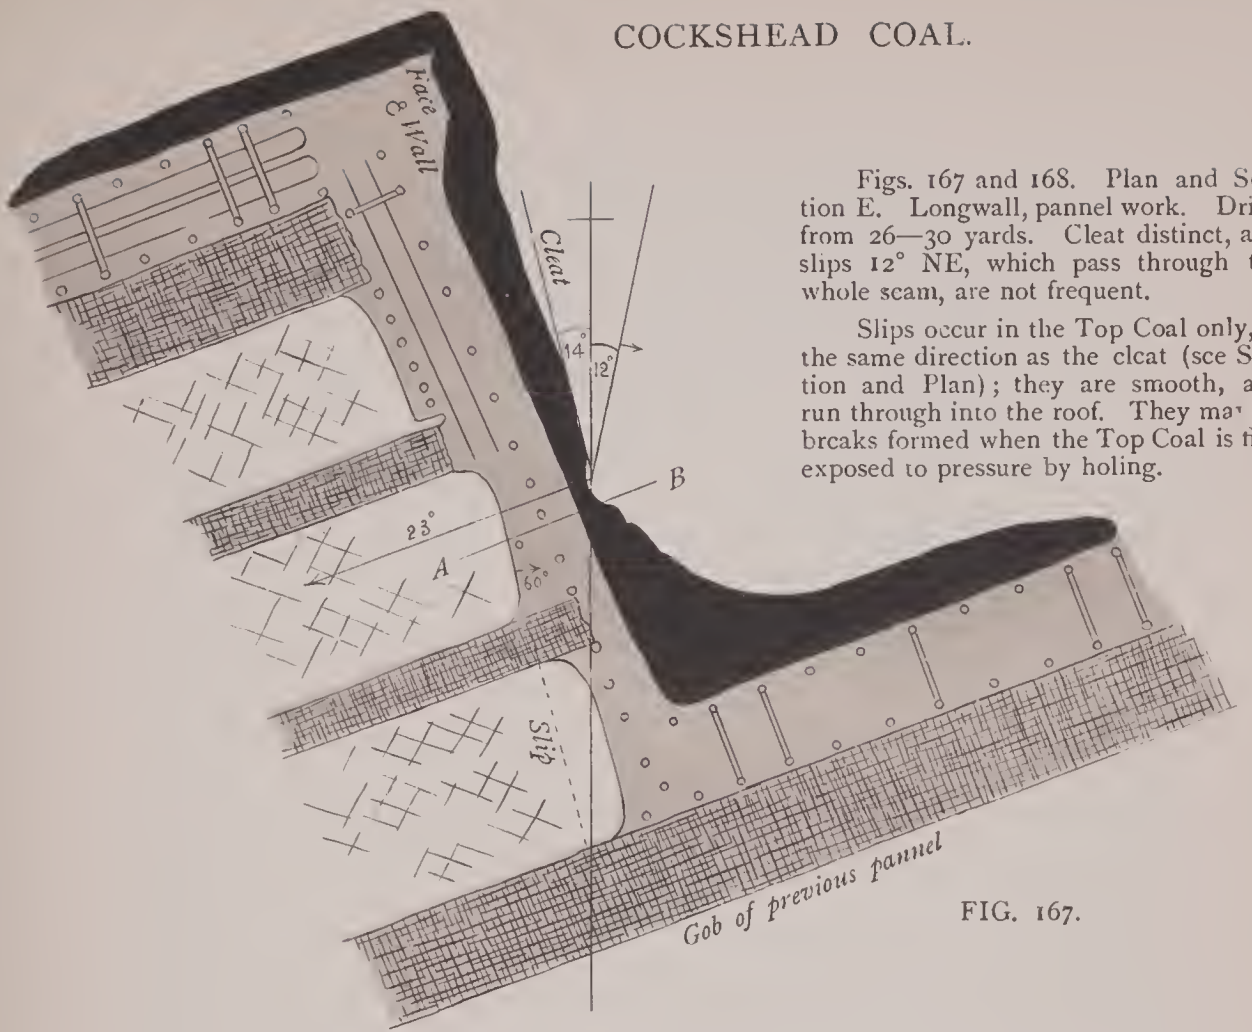 COCKSHEAD COAL.
Face
& Wall
Figs. 167 and 168. Plan and
tion E. Longwall, pannel work.
from 26—30 yards. Cleat distinct,
slips 12° NE, which pass through
whole seam, are not frequent.
Slips occur in the Top Coal only,
the same direction as the cleat (see
tion and Plan); they are smooth,
run through into the roof. They
breaks formed when the Top Coal is
exposed to pressure by holing.
Cleat
14°
12°
B
23°
A
60°
Slip
Gob of previous pannel
FIG. 167.